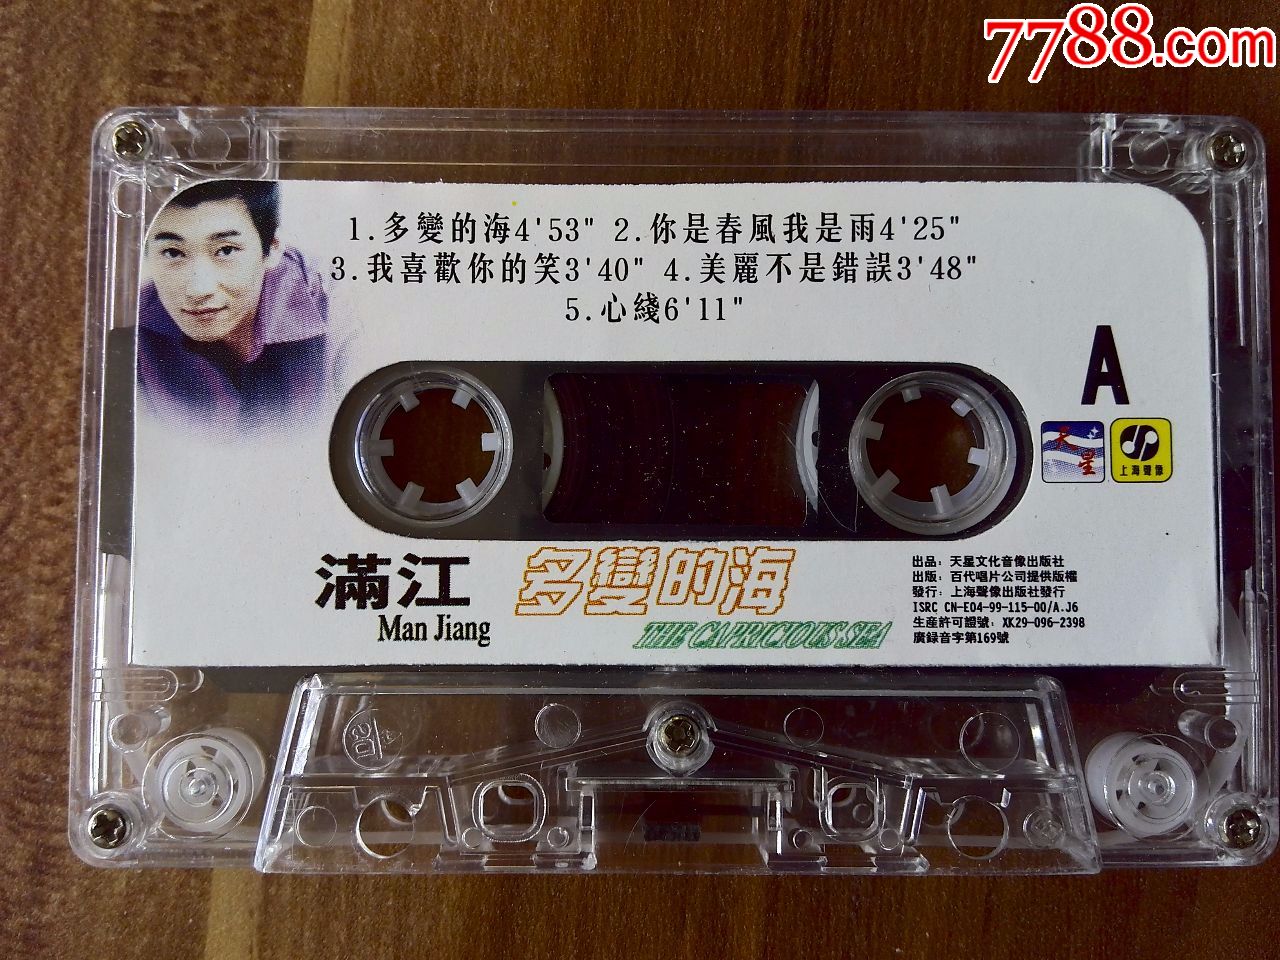 7788.com
1.多變的海4'53" 2.你是春風我是雨4'25"
3.我喜歡你的笑3'40" 4.美麗不是錯誤3'48"
5.心綫6'11"
A
天星
上海聲像
滿江
Man Jiang
多變的海
THE CAPRICIOUS SEA
出品：天星文化音像出版社
出版：百代唱片公司提供版權
發行：上海聲像出版社發行
ISRC CN-E04-99-115-00/A.J6
生産許可證號：XK29-096-2398
廣録音字第169號